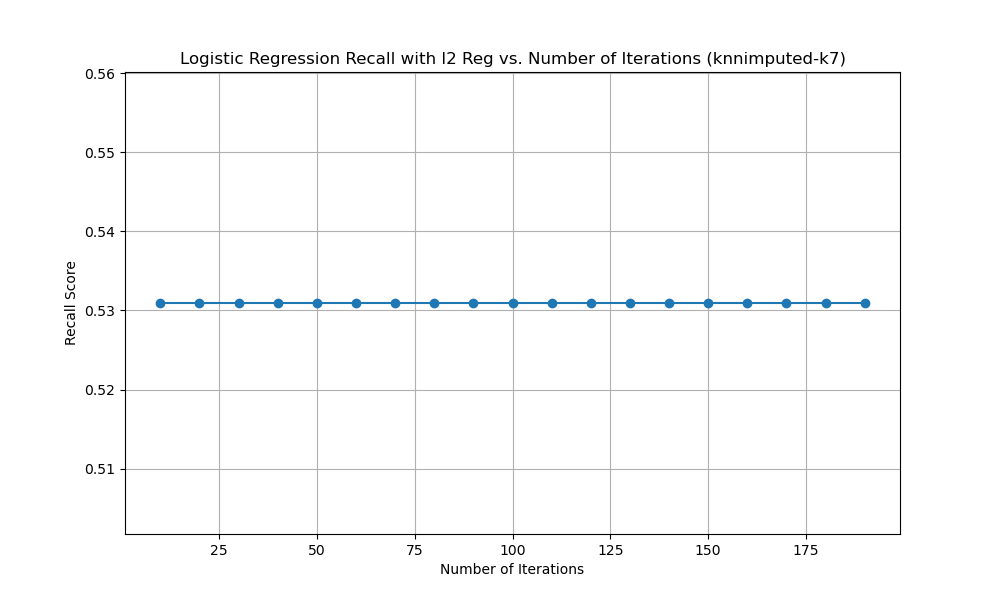 Logistic Regression Recall with l2 Reg vs. Number of Iterations (knnimputed-k7)
0.56
0.55
0.54
0.53
0.52
0.51
Recall Score
25 50 75 100 125 150 175
Number of Iterations